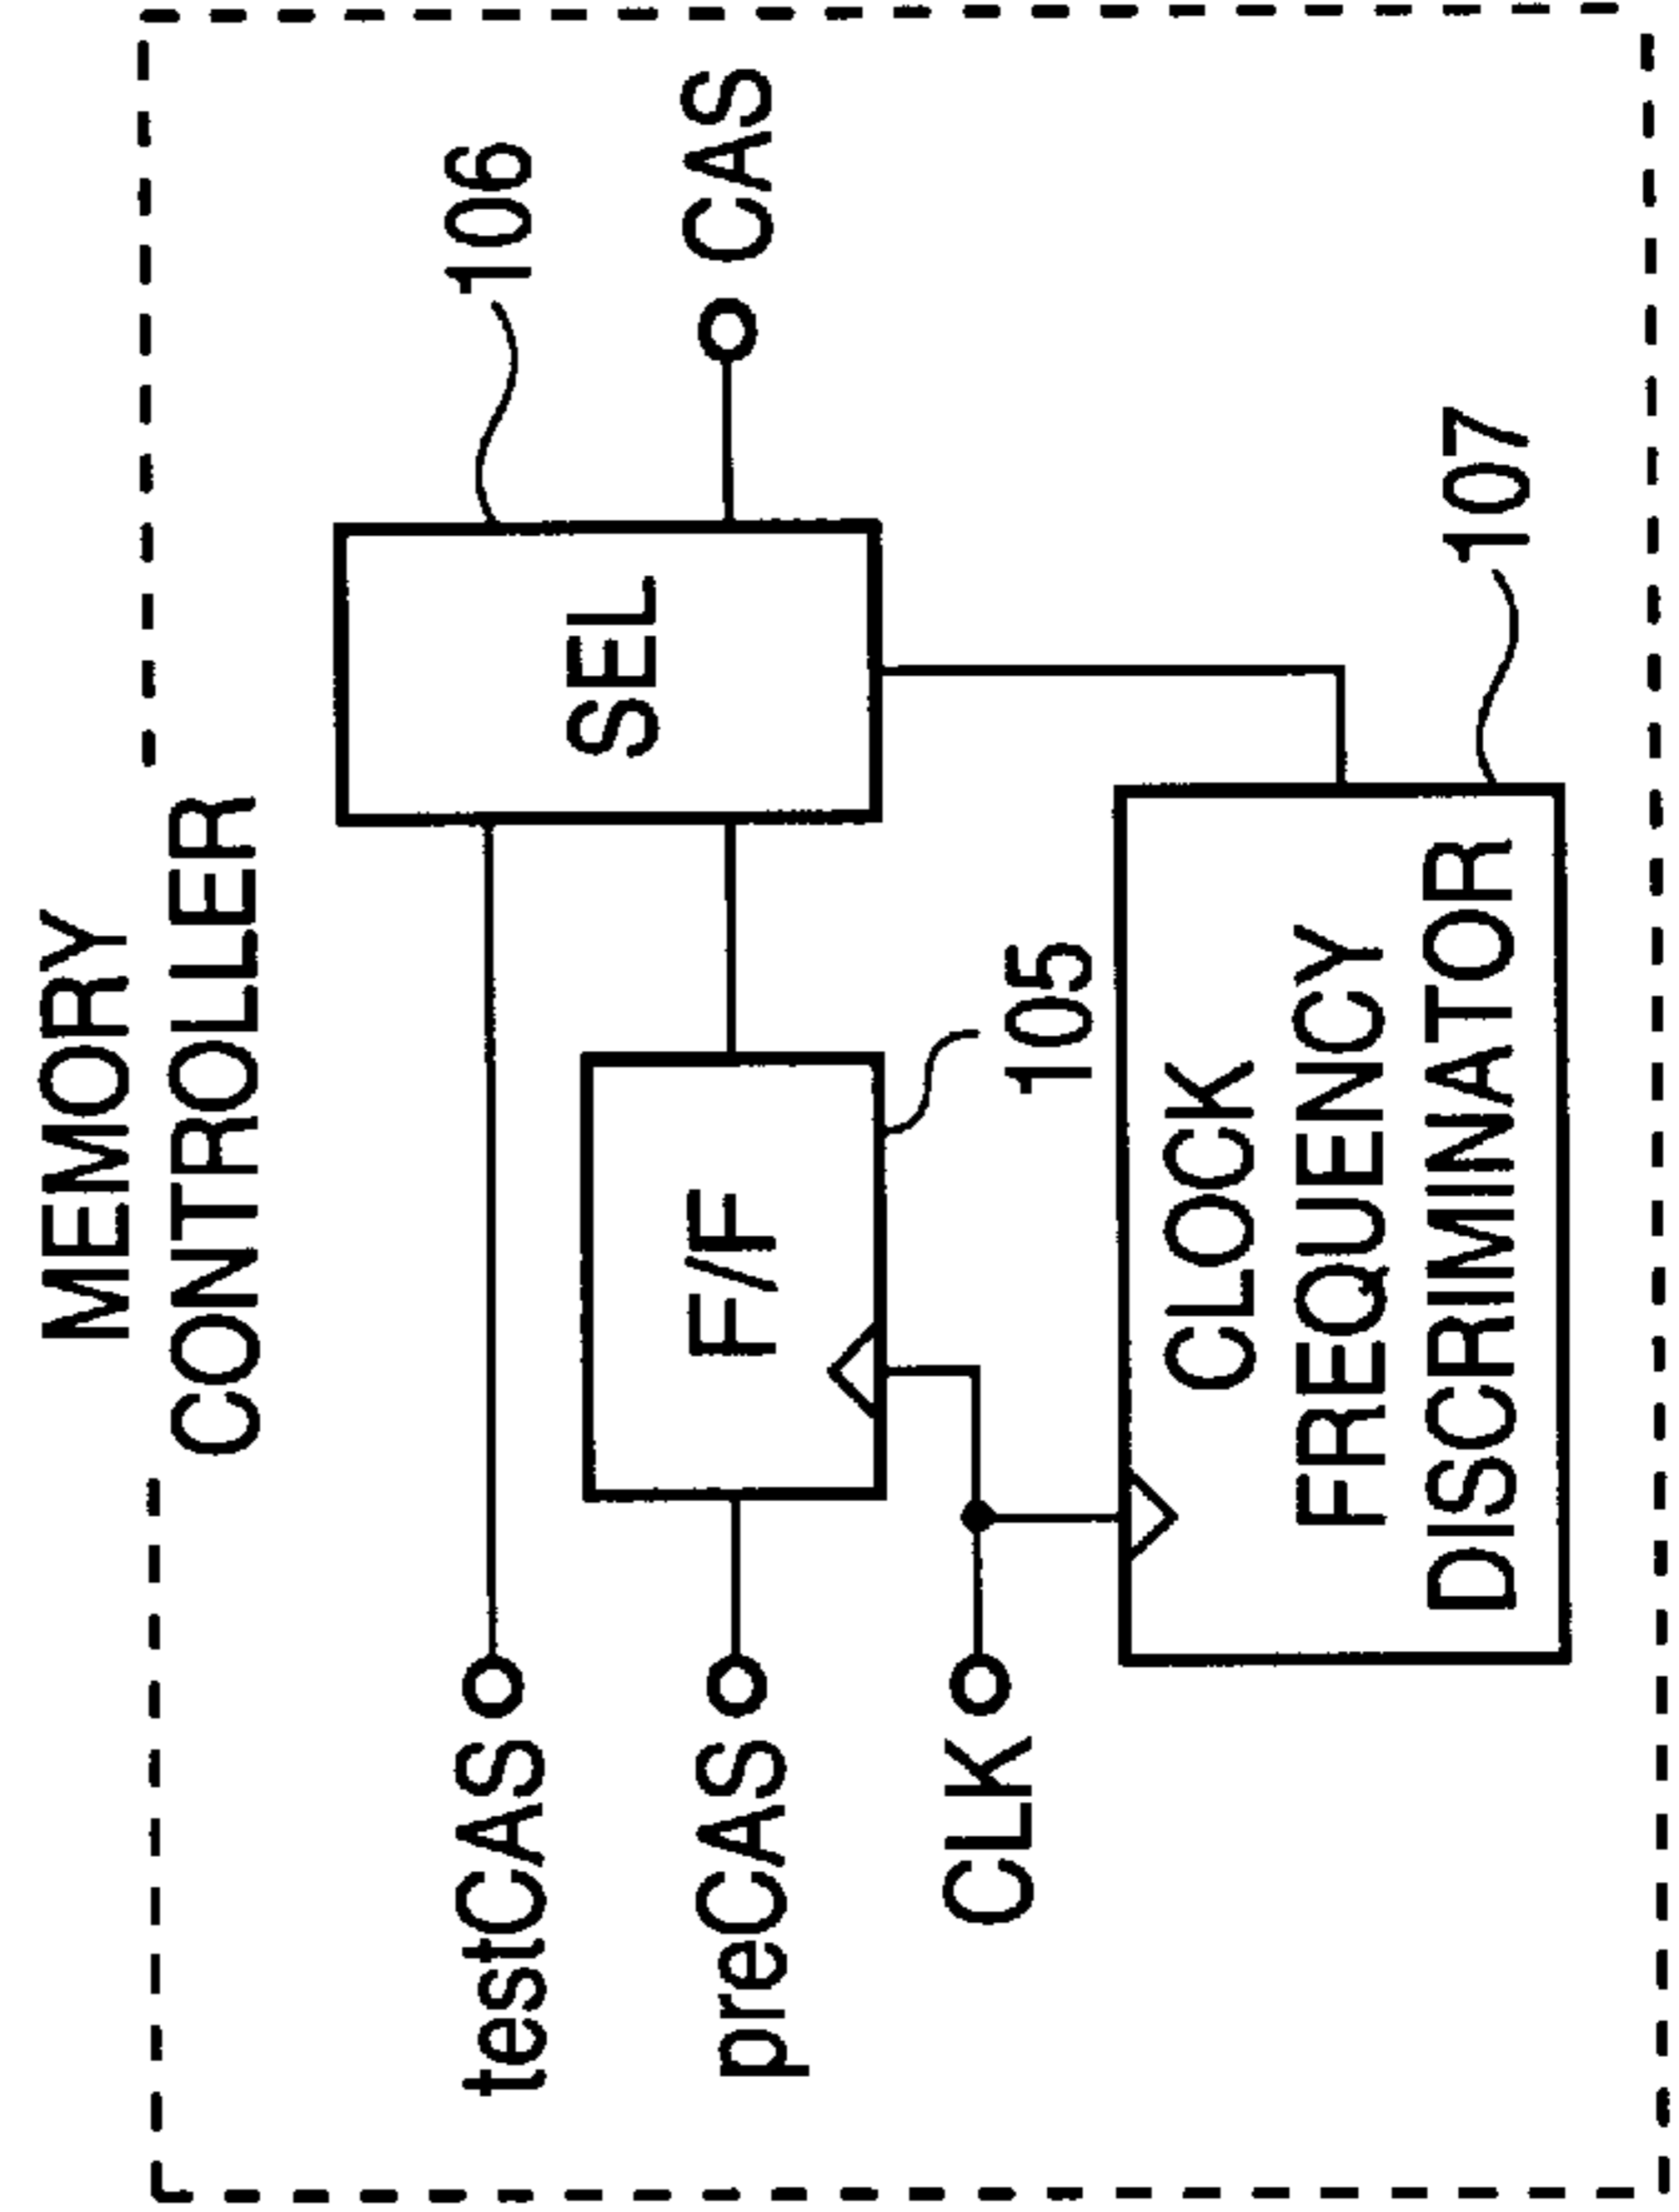 MEMORY
CONTROLLER
testCAS
SEL
106
CAS
preCAS
F/F
105
CLK
CLOCK
FREQUENCY
DISCRIMINATOR
107